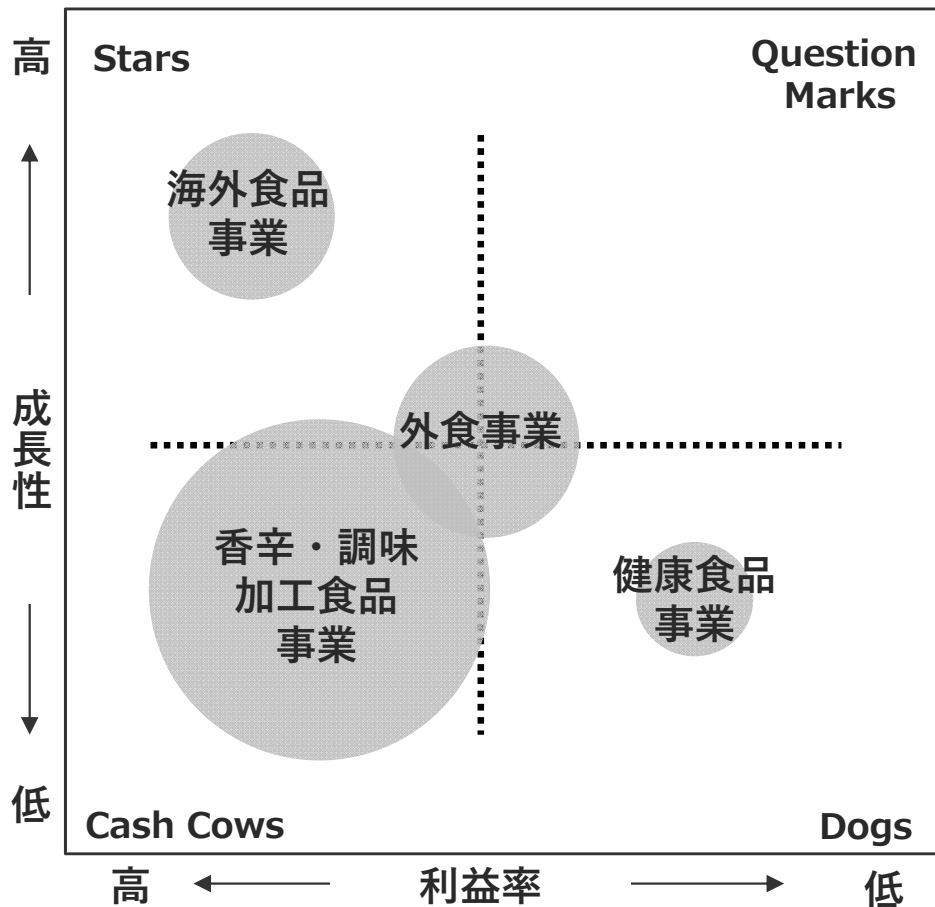 高
Stars
Question
Marks
海外食品
事業
成長性
外食事業
香辛・調味
加工食品
事業
健康食品
事業
低
Cash Cows
Dogs
高
利益率
低